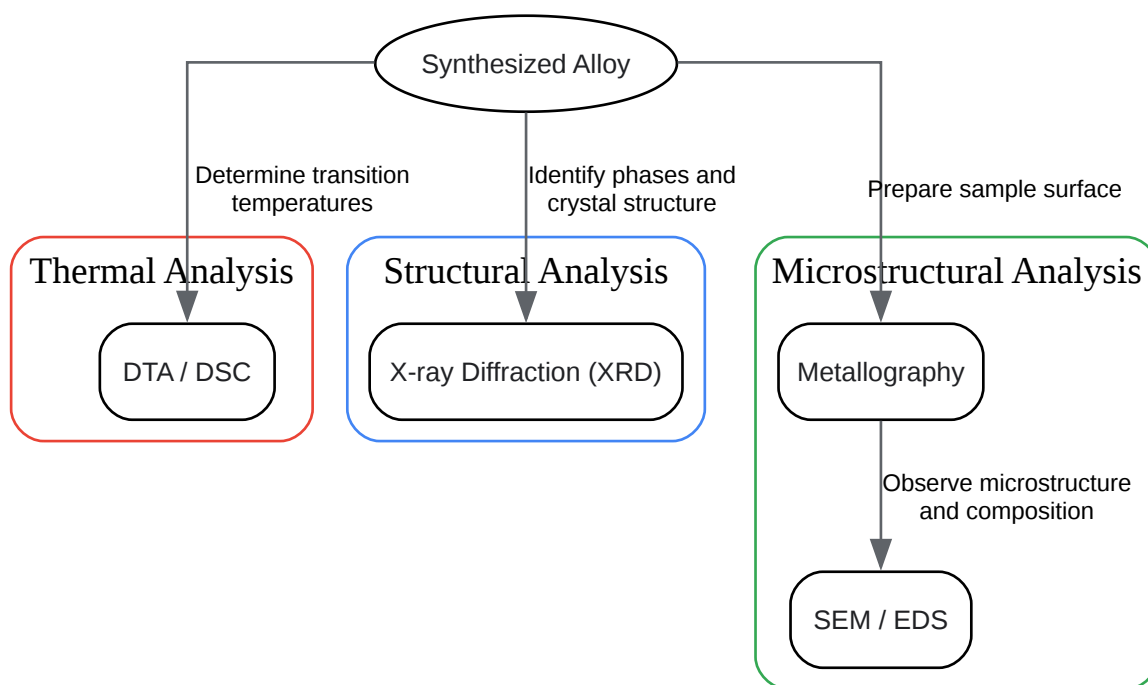 Synthesized Alloy
Determine transition
temperatures
Identify phases and
crystal structure
Prepare sample surface
Thermal Analysis
Structural Analysis
Microstructural Analysis
DTA / DSC
X-ray Diffraction (XRD)
Metallography
Observe microstructure
and composition
SEM / EDS